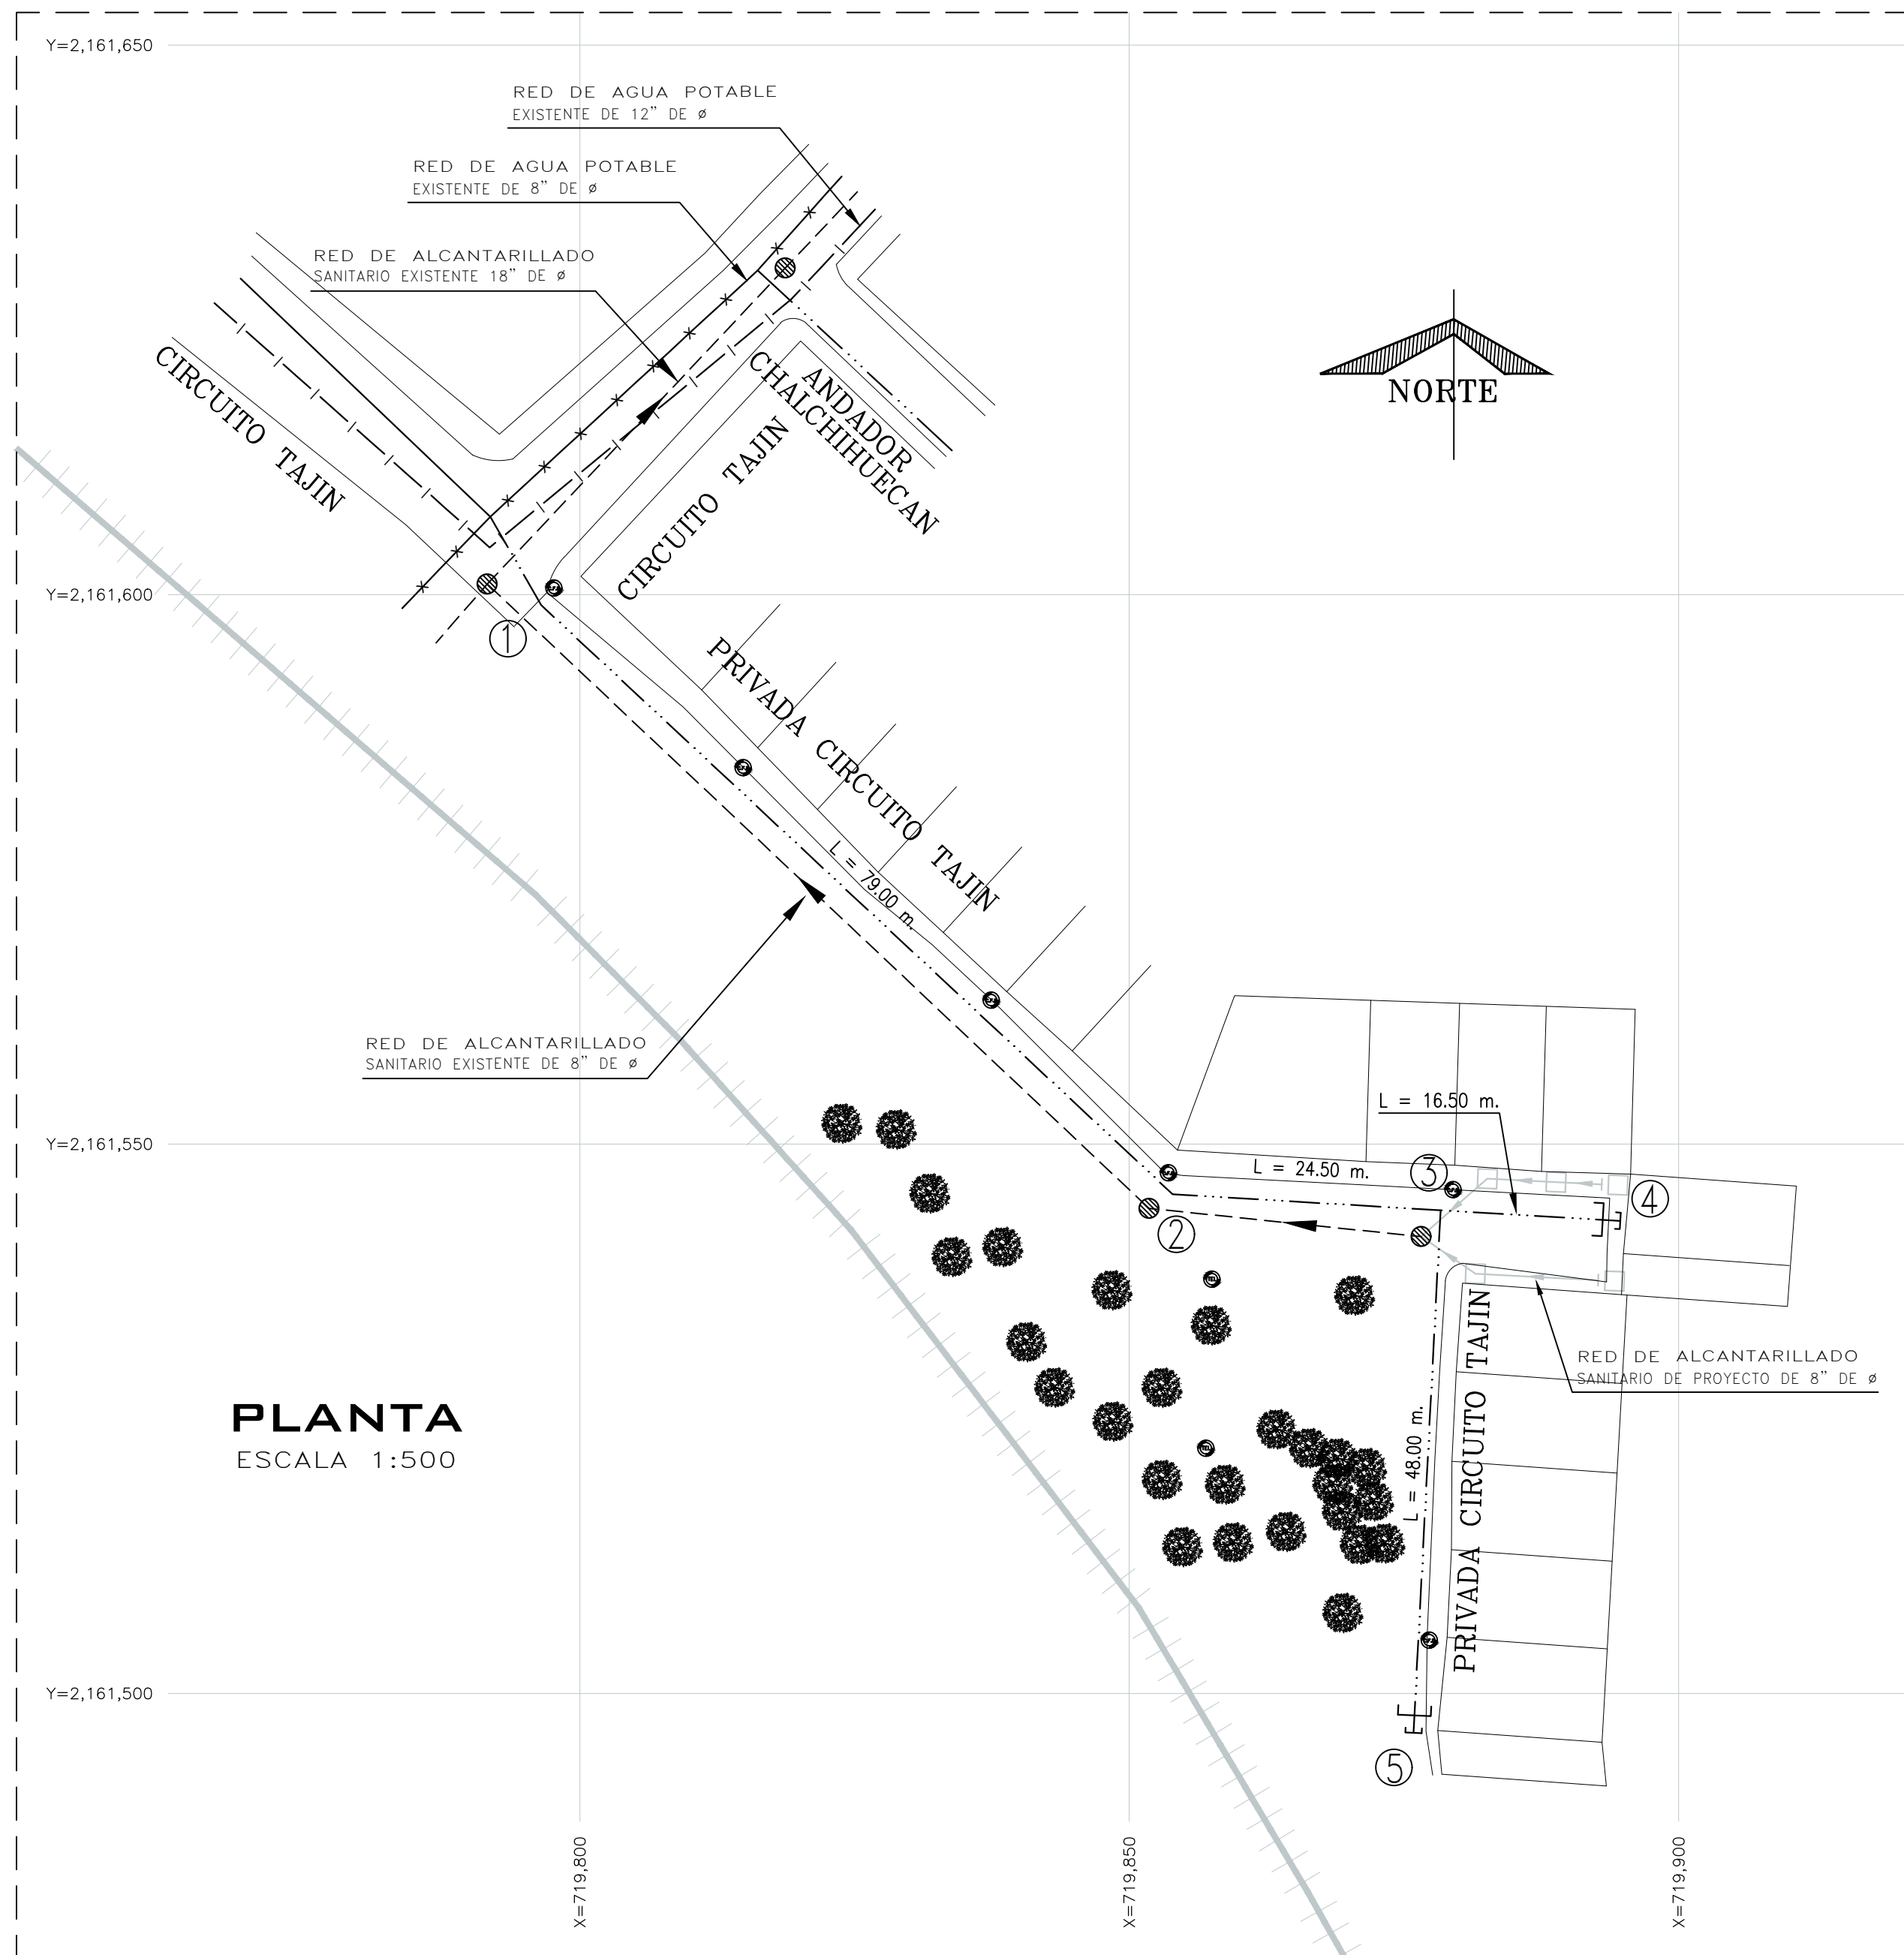 Y=2,161,650
RED DE AGUA POTABLE
EXISTENTE DE 12" DE ø
RED DE AGUA POTABLE
EXISTENTE DE 8" DE ø
RED DE ALCANTARILLADO
SANITARIO EXISTENTE 18" DE ø
CIRCUITO TAJIN
ANDADOR
CHALCHIHUECAN
CIRCUITO TAJIN
NORTE
Y=2,161,600
1
PRIVADA CIRCUITO TAJIN
L = 79.00 m.
RED DE ALCANTARILLADO
SANITARIO EXISTENTE DE 8" DE ø
L = 16.50 m.
Y=2,161,550
L = 24.50 m.
3
4
2
TEL
RED DE ALCANTARILLADO
SANITARIO DE PROYECTO DE 8" DE ø
PRIVADA CIRCUITO TAJIN
L = 48.00 m.
PLANTA
ESCALA 1:500
TEL
Y=2,161,500
5
X=719,800
X=719,850
X=719,900